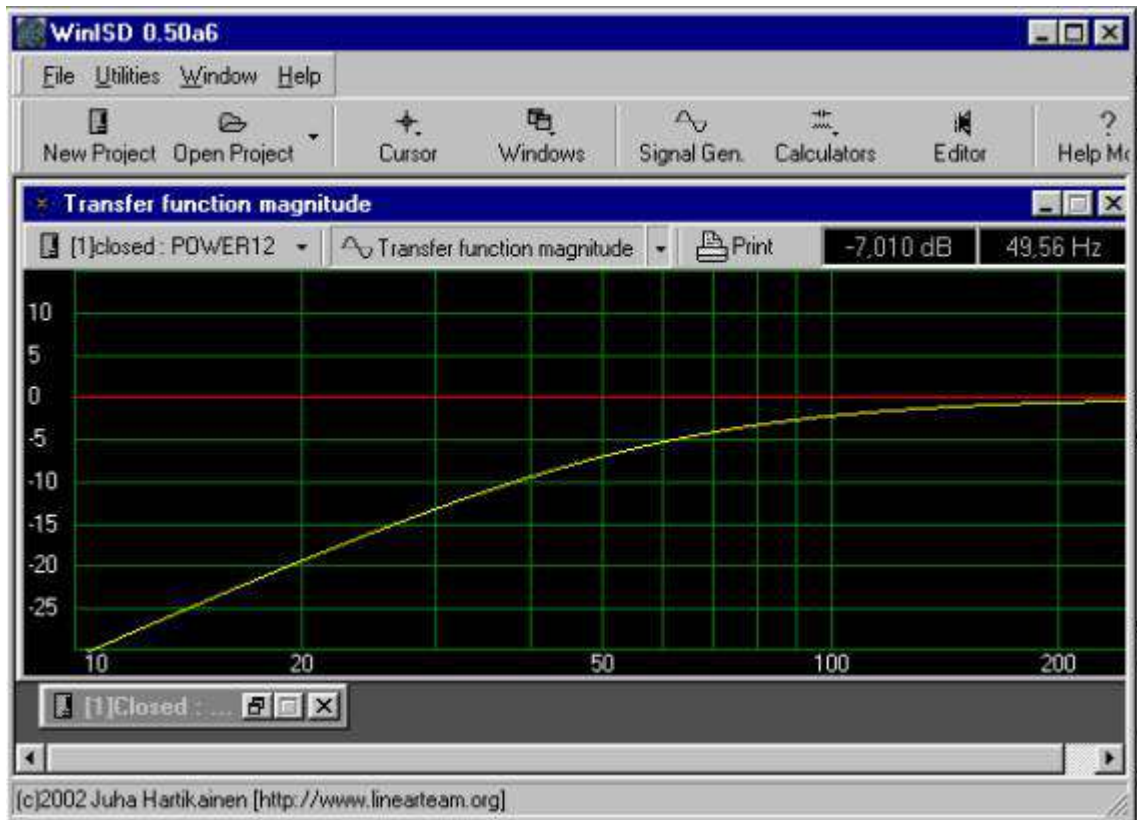 WinISD 0.50a6
File Utilities Window Help
New Project Open Project Cursor Windows Signal Gen. Calculators Editor Help Mo
Transfer function magnitude
[1]closed : POWER12 Transfer function magnitude Print -7,010 dB 49,56 Hz
10
5
0
-5
-10
-15
-20
-25
10 20 50 100 200
[1]Closed : ...
(c)2002 Juha Hartikainen [http://www.linearteam.org]